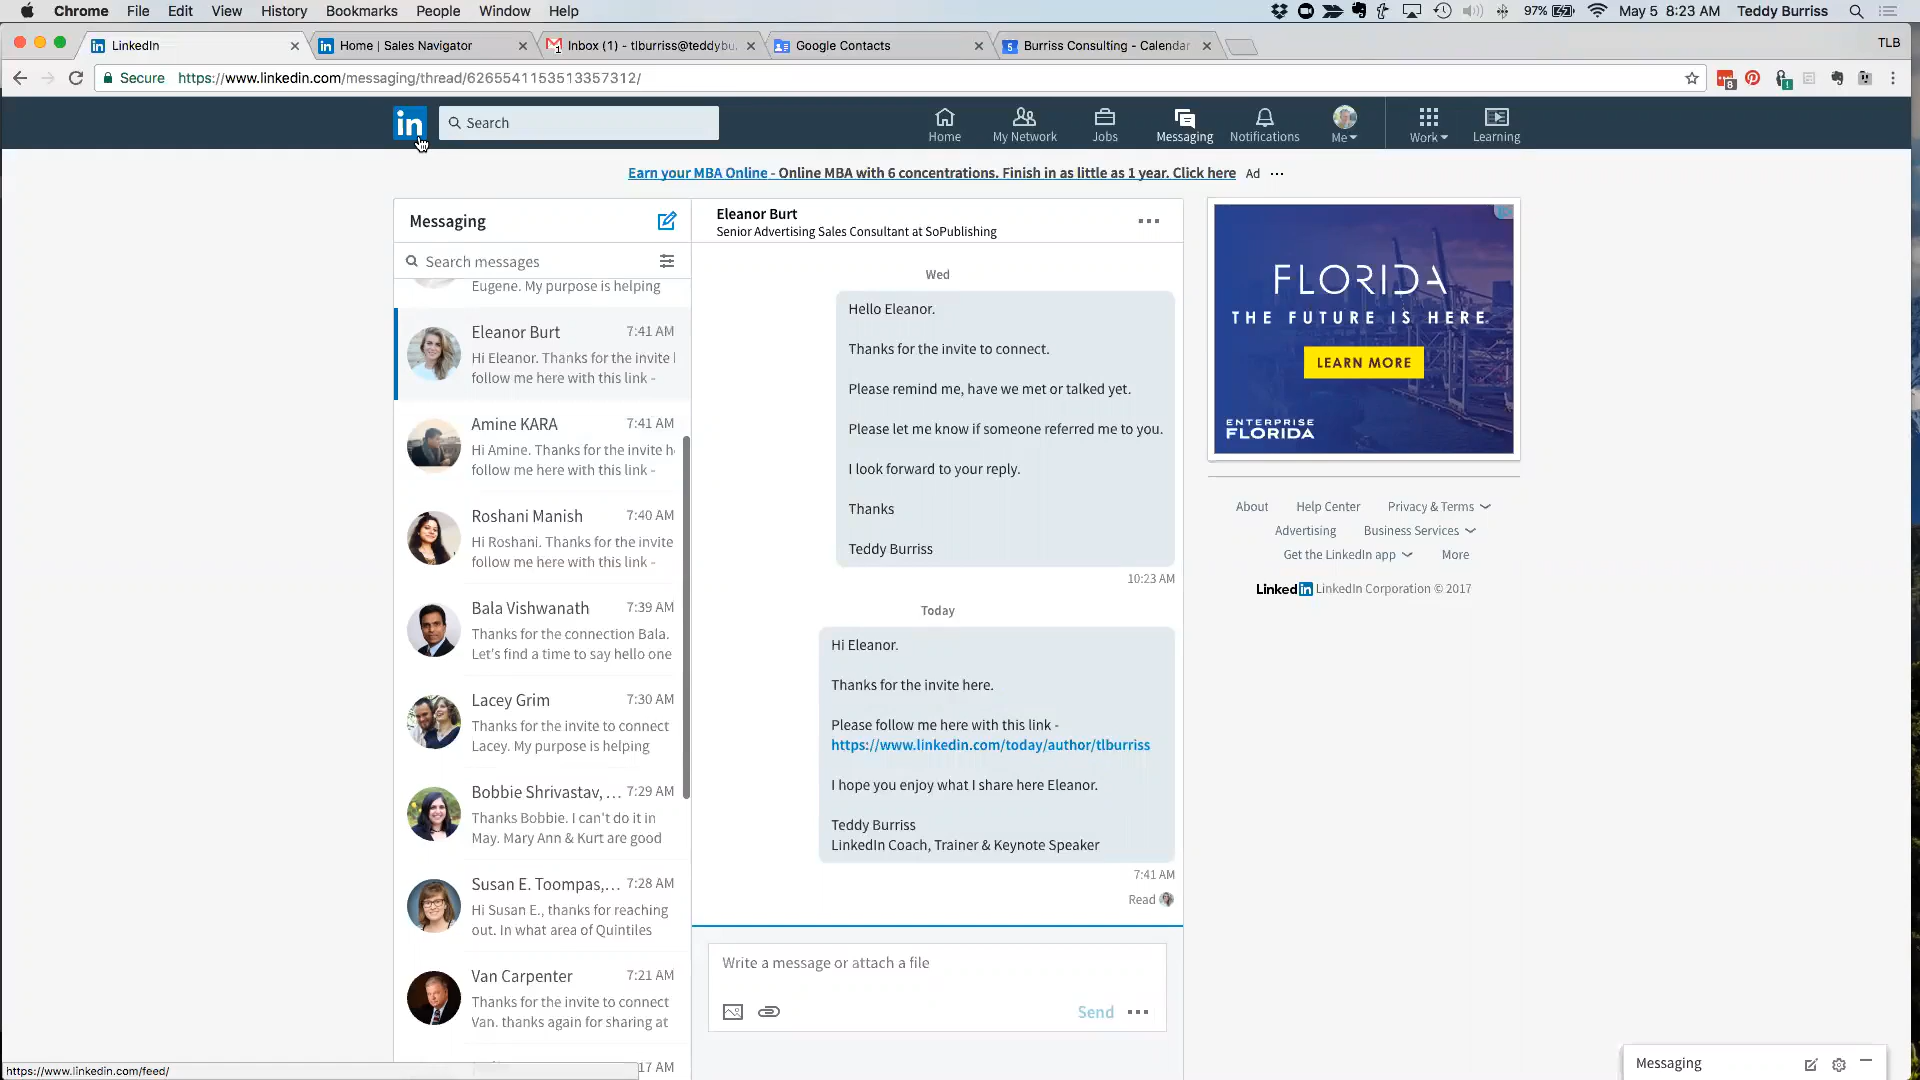 Chrome File Edit View History Bookmarks People Window Help
97% May 5 8:23 AM Teddy Burriss
LinkedIn
Home | Sales Navigator
Inbox (1) - tlburriss@teddybu
Google Contacts
Burriss Consulting - Calendar
TLB
Secure https://www.linkedin.com/messaging/thread/6265541153513357312/
8
1
in
Search
Home
My Network
Jobs
Messaging
Notifications
Me
Work
Learning
Earn your MBA Online - Online MBA with 6 concentrations. Finish in as little as 1 year. Click here Ad
Messaging
Search messages
Eugene. My purpose is helping
Eleanor Burt 7:41 AM
Hi Eleanor. Thanks for the invite
follow me here with this link -
Amine KARA 7:41 AM
Hi Amine. Thanks for the invite h
follow me here with this link -
Roshani Manish 7:40 AM
Hi Roshani. Thanks for the invite
follow me here with this link -
Bala Vishwanath 7:39 AM
Thanks for the connection Bala.
Let's find a time to say hello one
Lacey Grim 7:30 AM
Thanks for the invite to connect
Lacey. My purpose is helping
Bobbie Shrivastav, ... 7:29 AM
Thanks Bobbie. I can't do it in
May. Mary Ann & Kurt are good
Susan E. Toompas,... 7:28 AM
Hi Susan E., thanks for reaching
out. In what area of Quintiles
Van Carpenter 7:21 AM
Thanks for the invite to connect
Van. thanks again for sharing at
17 AM
https://www.linkedin.com/feed/
Eleanor Burt
Senior Advertising Sales Consultant at SoPublishing
Wed
Hello Eleanor.
Thanks for the invite to connect.
Please remind me, have we met or talked yet.
Please let me know if someone referred me to you.
I look forward to your reply.
Thanks
Teddy Burriss
10:23 AM
Today
Hi Eleanor.
Thanks for the invite here.
Please follow me here with this link -
https://www.linkedin.com/today/author/tlburriss
I hope you enjoy what I share here Eleanor.
Teddy Burriss
LinkedIn Coach, Trainer & Keynote Speaker
7:41 AM
Read
Write a message or attach a file
Send
FLORIDA
THE FUTURE IS HERE.
LEARN MORE
ENTERPRISE
FLORIDA
About Help Center Privacy & Terms
Advertising Business Services
Get the LinkedIn app More
LinkedIn LinkedIn Corporation © 2017
Messaging